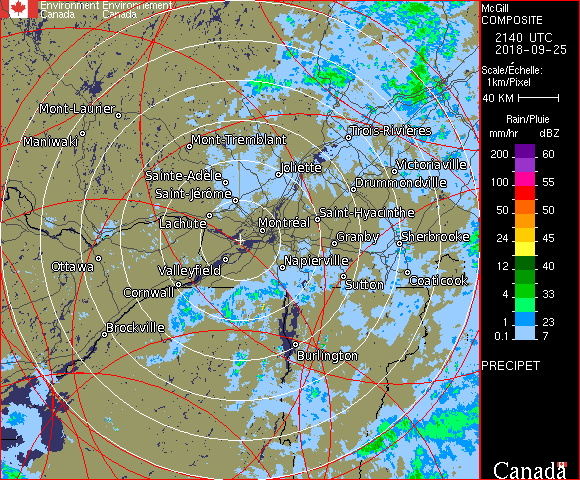 Environment Environnement
Canada Canada
McGill
COMPOSITE
2140 UTC
2018-09-25
Scale/Échelle:
1km/Pixel
40 KM
Rain/Pluie
mm/hr dBZ
200 60
100 55
50 50
24 45
12 40
4 33
1 23
0.1 7
PRECIPET
Canada
Mont-Laurier
Maniwaki
Mont-Tremblant
Trois-Rivières
Joliette
Victoriaville
Sainte-Adèle
Drummondville
Saint-Jérôme
Lachute
Saint-Hyacinthe
Montréal
Granby
Sherbrooke
Ottawa
Valleyfield
Napierville
Cornwall
Sutton
Coaticook
Brockville
Burlington